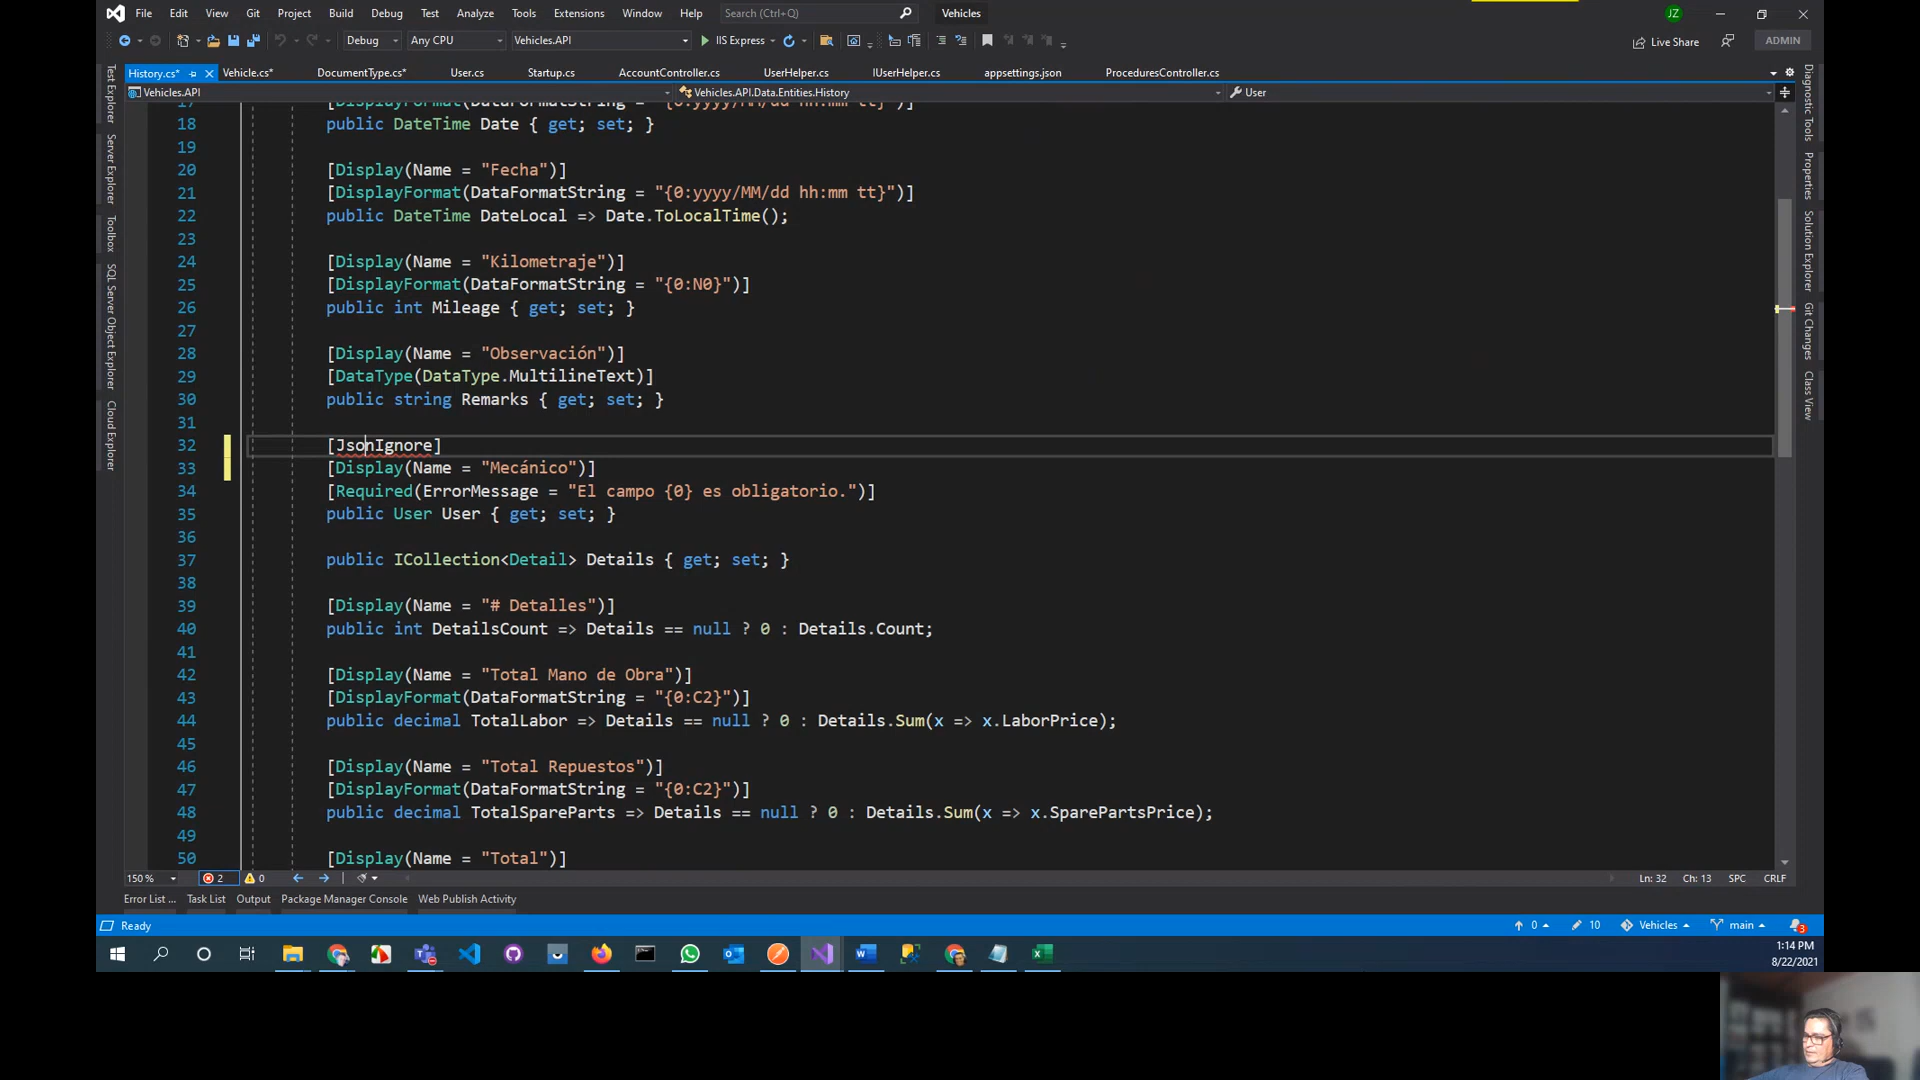 File Edit View Git Project Build Debug Test Analyze Tools Extensions Window Help Search (Ctrl+Q) Vehicles JZ
Debug Any CPU Vehicles.API IIS Express Live Share ADMIN
History.cs* Vehicle.cs* DocumentType.cs* User.cs Startup.cs AccountController.cs UserHelper.cs IUserHelper.cs appsettings.json ProceduresController.cs
Vehicles.API Vehicles.API.Data.Entities.History User
Test Explorer
Server Explorer
Toolbox
SQL Server Object Explorer
Cloud Explorer
17 [DisplayFormat(DataFormatString = "{0:yyyy/MM/dd hh:mm tt}")]
18 public DateTime Date { get; set; }
19
20 [Display(Name = "Fecha")]
21 [DisplayFormat(DataFormatString = "{0:yyyy/MM/dd hh:mm tt}")]
22 public DateTime DateLocal => Date.ToLocalTime();
23
24 [Display(Name = "Kilometraje")]
25 [DisplayFormat(DataFormatString = "{0:N0}")]
26 public int Mileage { get; set; }
27
28 [Display(Name = "Observación")]
29 [DataType(DataType.MultilineText)]
30 public string Remarks { get; set; }
31
32 [JsonIgnore]
33 [Display(Name = "Mecánico")]
34 [Required(ErrorMessage = "El campo {0} es obligatorio.")]
35 public User User { get; set; }
36
37 public ICollection<Detail> Details { get; set; }
38
39 [Display(Name = "# Detalles")]
40 public int DetailsCount => Details == null ? 0 : Details.Count;
41
42 [Display(Name = "Total Mano de Obra")]
43 [DisplayFormat(DataFormatString = "{0:C2}")]
44 public decimal TotalLabor => Details == null ? 0 : Details.Sum(x => x.LaborPrice);
45
46 [Display(Name = "Total Repuestos")]
47 [DisplayFormat(DataFormatString = "{0:C2}")]
48 public decimal TotalSpareParts => Details == null ? 0 : Details.Sum(x => x.SparePartsPrice);
49
50 [Display(Name = "Total")]
Diagnostic Tools
Properties
Solution Explorer
Git Changes
Class View
150 % 2 0 Ln: 32 Ch: 13 SPC CRLF
Error List ... Task List Output Package Manager Console Web Publish Activity
Ready 0 10 Vehicles main 3
1:14 PM
8/22/2021